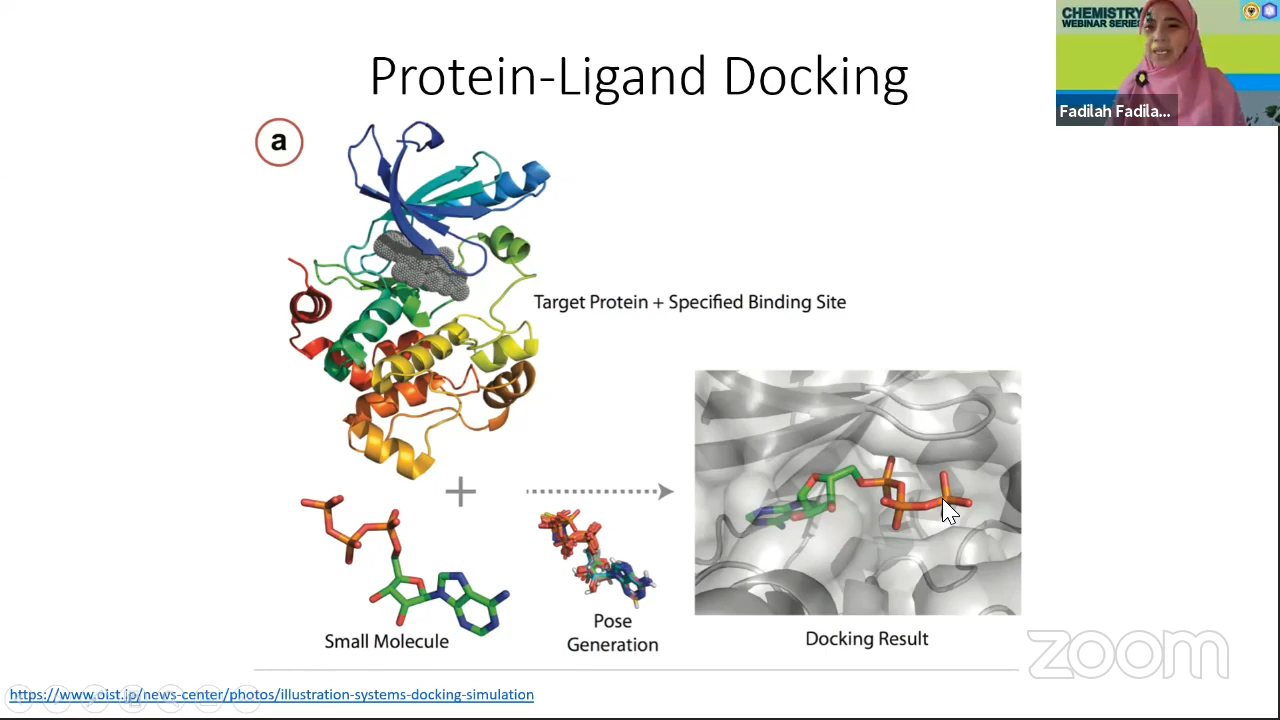 CHEMISTRY
WEBINAR SERIES
Fadilah Fadila...
Protein-Ligand Docking
a
Target Protein + Specified Binding Site
+
Small Molecule
Pose
Generation
Docking Result
zoom
https://www.oist.jp/news-center/photos/illustration-systems-docking-simulation